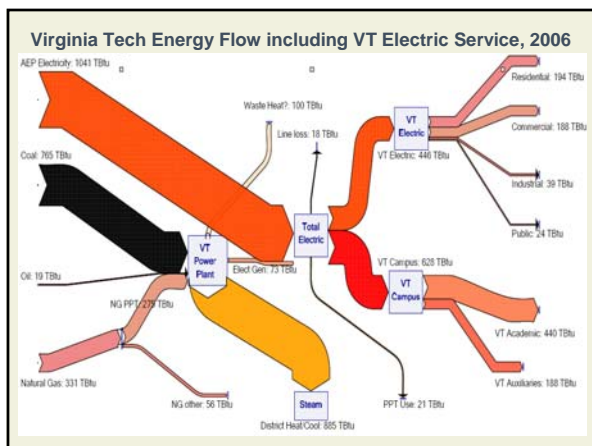 Virginia Tech Energy Flow including VT Electric Service, 2006
AEP Electricity: 1041 TBtu
Residential: 194 TBtu
Waste Heat?: 100 TBtu
VT
Electric
Commercial: 188 TBtu
Line loss: 18 TBtu
VT Electric: 446 TBtu
Coal: 765 TBtu
Industrial: 39 TBtu
Total
Electric
Public: 24 TBtu
VT
Power
Plant
Elect Gen: 73 TBtu
VT Campus: 628 TBtu
Oil: 19 TBtu
VT
Campus
NG PPT: 275 TBtu
VT Academic: 440 TBtu
Natural Gas: 331 TBtu
VT Auxiliaries: 188 TBtu
NG other: 56 TBtu
Steam
PPT Use: 21 TBtu
District Heat/Cool: 885 TBtu